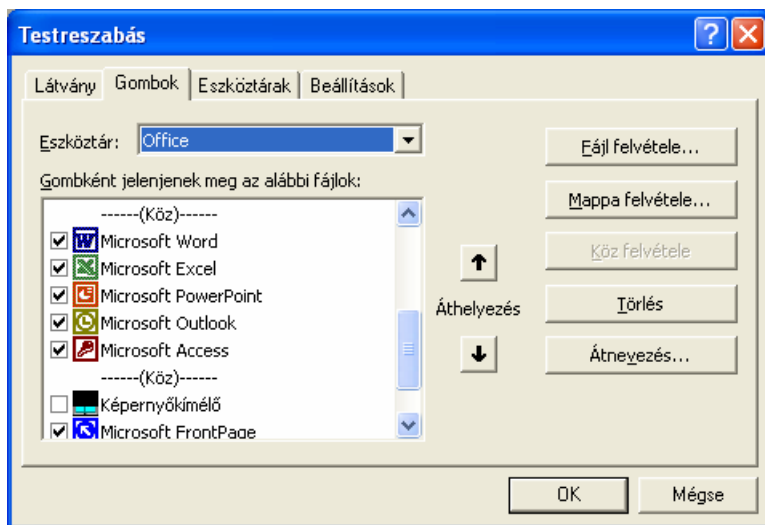 Testreszabás
Látvány Gombok Eszköztárak Beállítások
Eszköztár: Office
Gombként jelenjenek meg az alábbi fájlok:
------(Köz)------
Microsoft Word
Microsoft Excel
Microsoft PowerPoint
Microsoft Outlook
Microsoft Access
------(Köz)------
Képernyőkímélő
Microsoft FrontPage
Áthelyezés
Fájl felvétele...
Mappa felvétele...
Köz felvétele
Törlés
Átnevezés...
OK Mégse